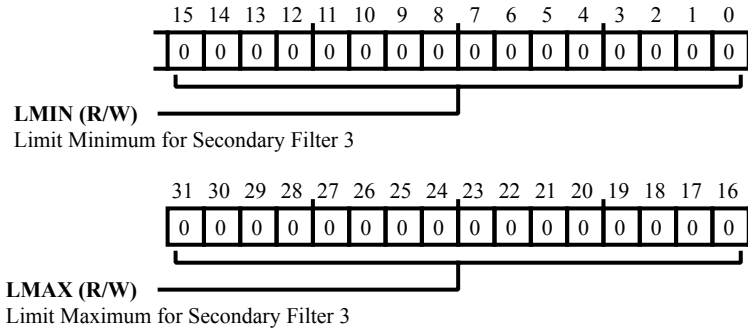 15 14 13 12 11 10 9 8 7 6 5 4 3 2 1 0
0 0 0 0 0 0 0 0 0 0 0 0 0 0 0 0
LMIN (R/W)
Limit Minimum for Secondary Filter 3
31 30 29 28 27 26 25 24 23 22 21 20 19 18 17 16
0 0 0 0 0 0 0 0 0 0 0 0 0 0 0 0
LMAX (R/W)
Limit Maximum for Secondary Filter 3